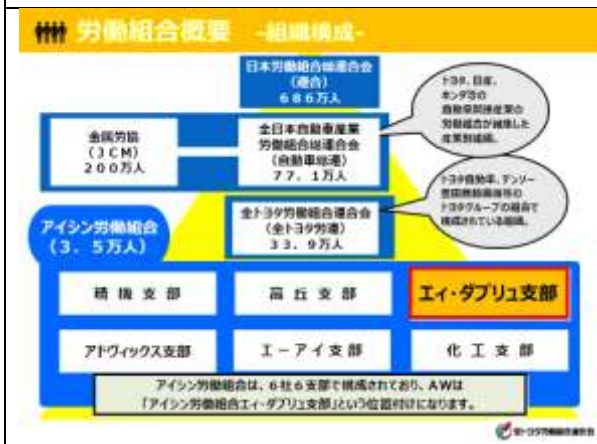 労働組合概要 -組織構成-
日本労働組合総連合会
(連合)
686万人
トヨタ、日産、
ホンダ等の
自動車関連産業の
労働組合が結集した
産業別組織。
金属労協
(JCM)
200万人
全日本自動車産業
労働組合総連合会
(自動車総連)
77.1万人
トヨタ自動車、デンソー
豊田自動織機等の
トヨタグループの組合で
構成されている組織。
アイシン労働組合
(3.5万人)
全トヨタ労働組合連合会
(全トヨタ労連)
33.9万人
精機支部
高丘支部
エィ・ダブリュ支部
アドヴィックス支部
エーアイ支部
化工支部
アイシン労働組合は、6社6支部で構成されており、AWは
「アイシン労働組合エィ・ダブリュ支部」という位置付けになります。
全トヨタ労働組合連合会